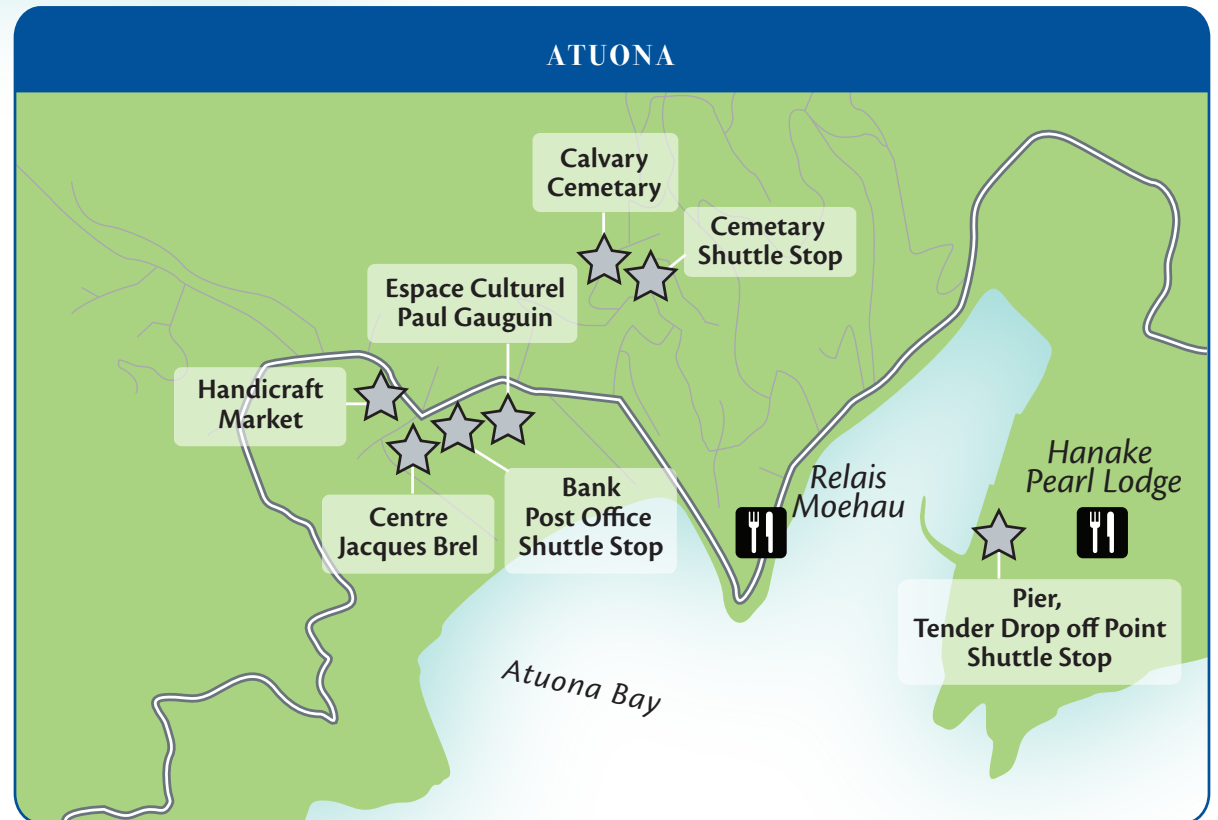 ATUONA
Calvary
Cemetary
Cemetary
Shuttle Stop
Espace Culturel
Paul Gauguin
Handicraft
Market
Centre
Jacques Brel
Bank
Post Office
Shuttle Stop
Relais
Moehau
Hanake
Pearl Lodge
Pier,
Tender Drop off Point
Shuttle Stop
Atuona Bay